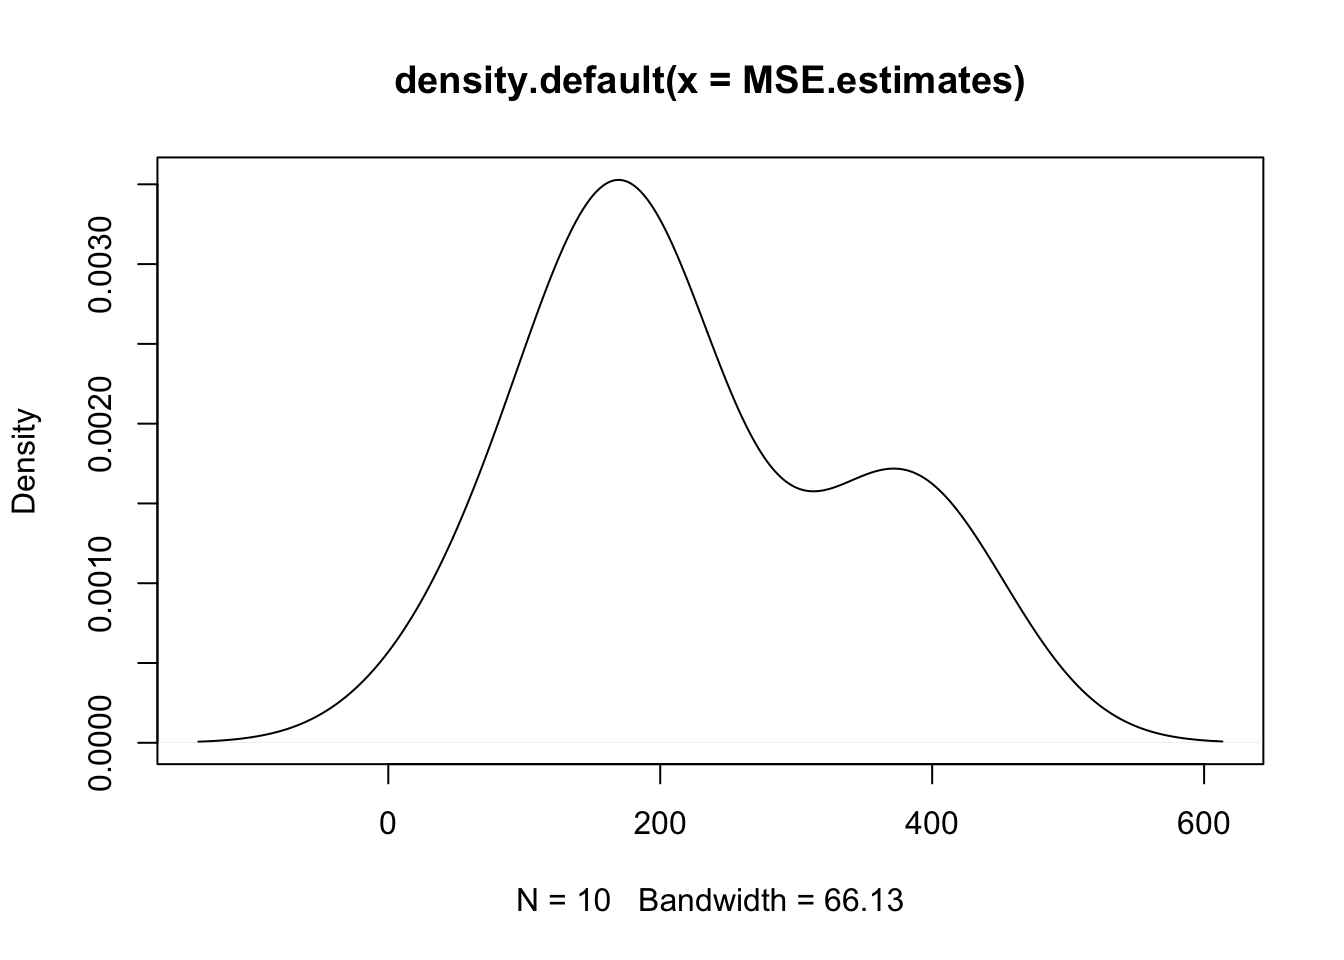 density.default(x = MSE.estimates)
Density
0.0000 0.0010 0.0020 0.0030
0 200 400 600
N = 10 Bandwidth = 66.13